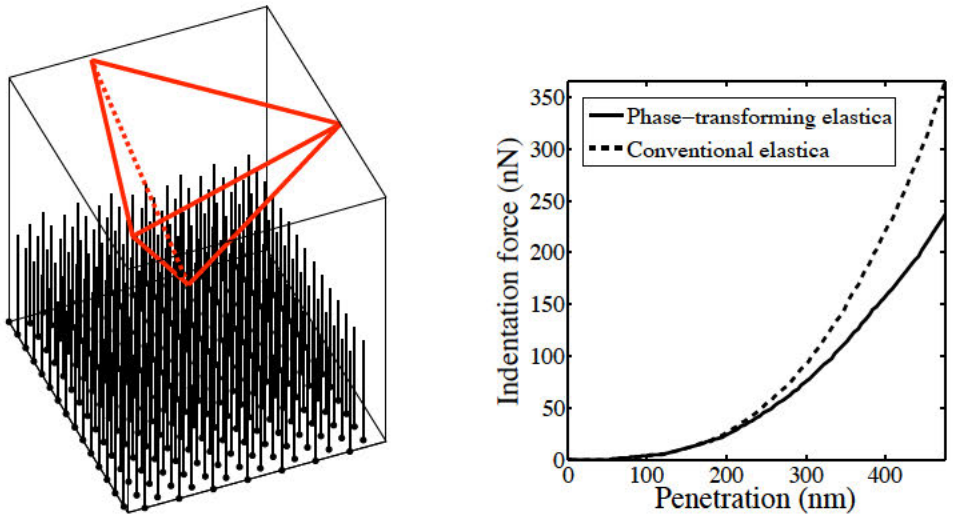 350
300
250
200
150
100
50
0
Indentation force (nN)
Phase-transforming elastica
Conventional elastica
0 100 200 300 400
Penetration (nm)